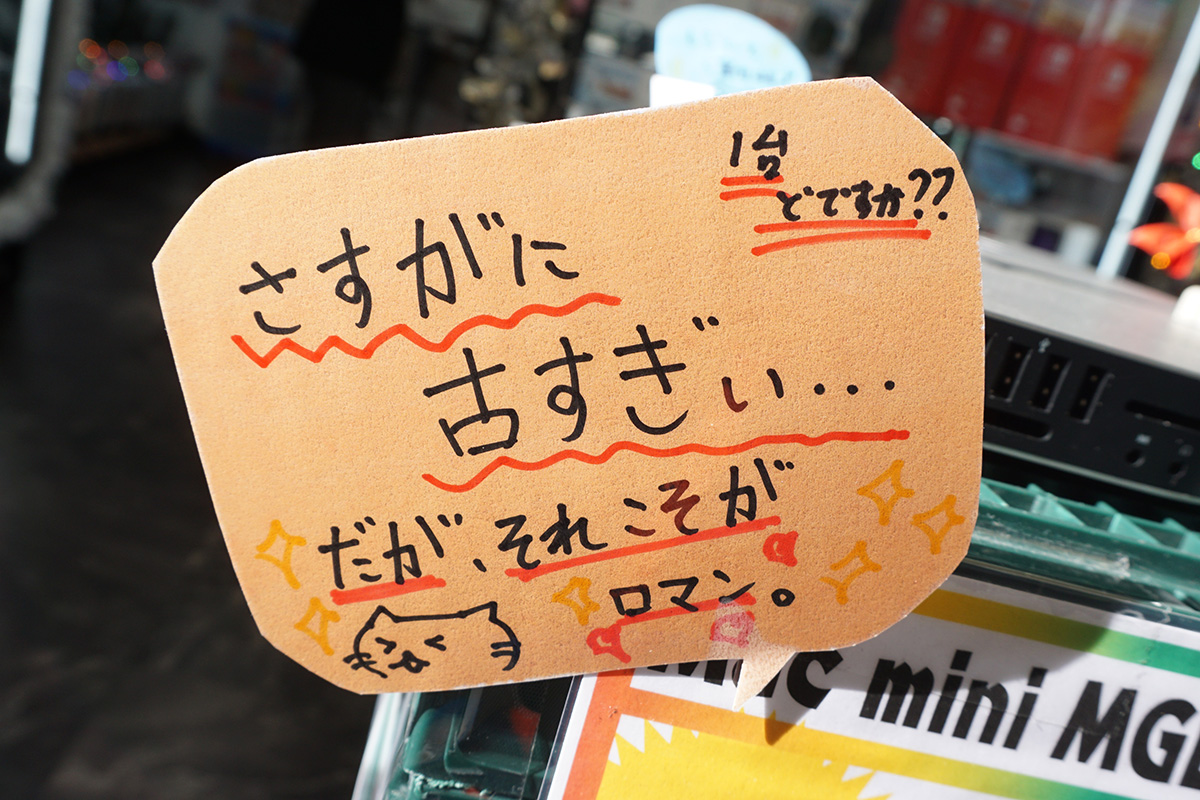 1台
どですか??
さすがに
古すぎぃ...
だが、それこそが
ロマン。
Mac mini MG